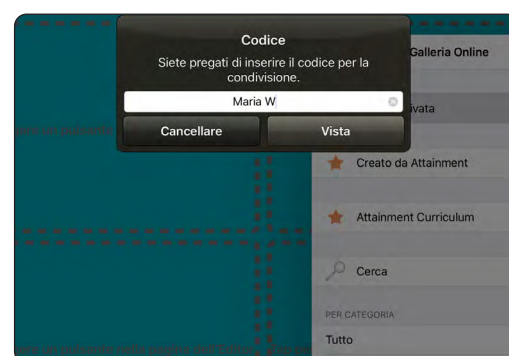 Codice
Siete pregati di inserire il codice per la
condivisione.
Maria W
Cancellare
Vista
Galleria Online
ivata
Creato da Attainment
Attainment Curriculum
Cerca
PER CATEGORIA
Tutto